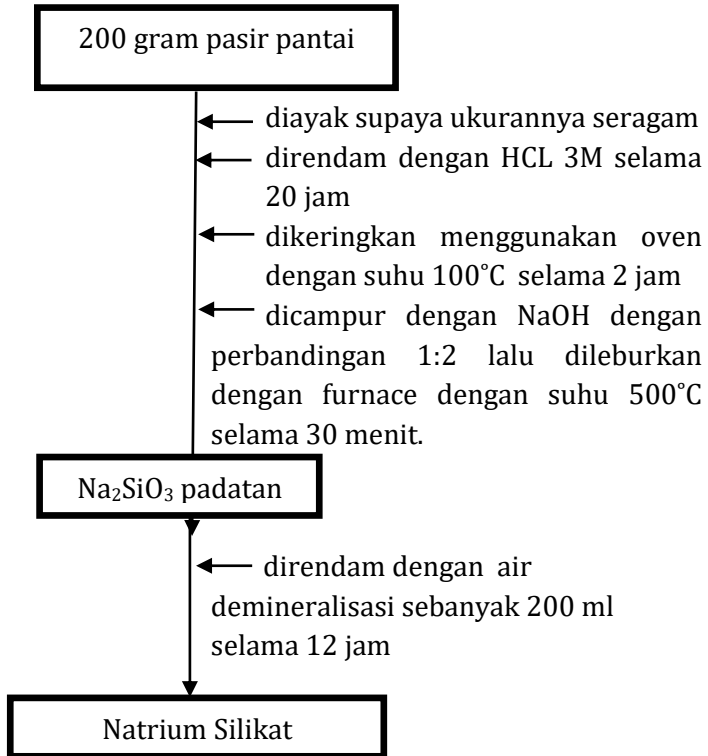 200 gram pasir pantai
diayak supaya ukurannya seragam
direndam dengan HCL 3M selama
20 jam
dikeringkan menggunakan oven
dengan suhu 100°C selama 2 jam
dicampur dengan NaOH dengan
perbandingan 1:2 lalu dileburkan
dengan furnace dengan suhu 500°C
selama 30 menit.
Na₂SiO₃ padatan
direndam dengan air
demineralisasi sebanyak 200 ml
selama 12 jam
Natrium Silikat